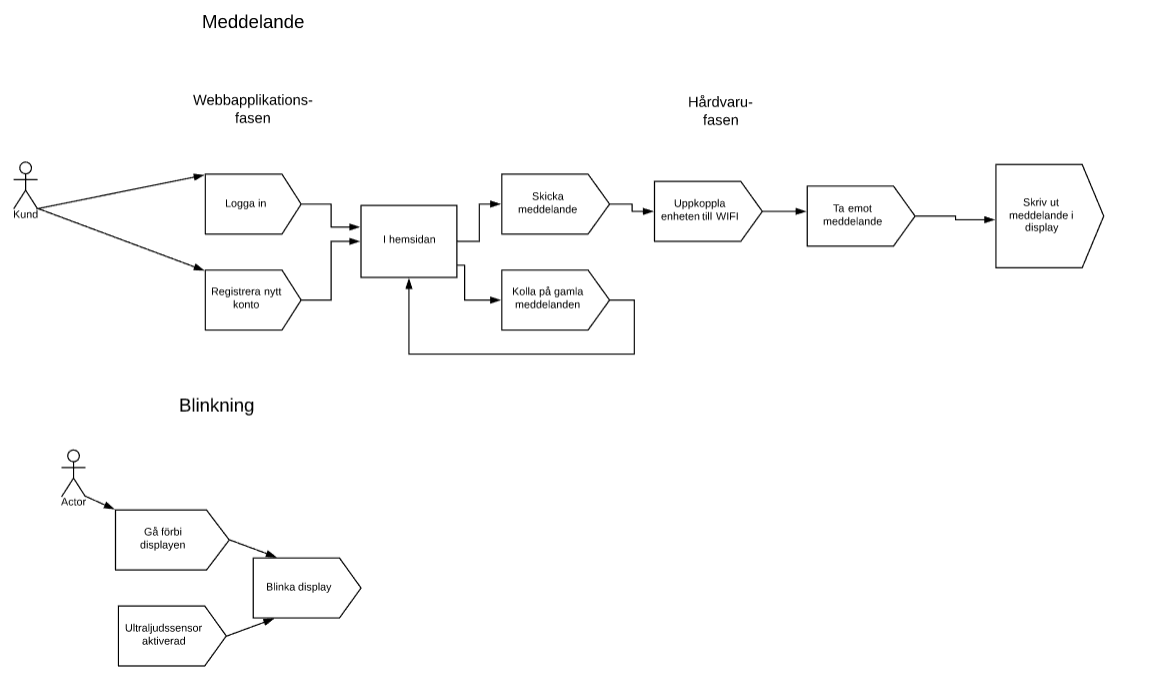 Meddelande
Webbapplikations-
fasen
Hårdvaru-
fasen
Kund
Logga in
Registrera nytt
konto
I hemsidan
Skicka
meddelande
Kolla på gamla
meddelanden
Uppkoppla
enheten till WIFI
Ta emot
meddelande
Skriv ut
meddelande i
display
Blinkning
Actor
Gå förbi
displayen
Blinka display
Ultraljudssensor
aktiverad